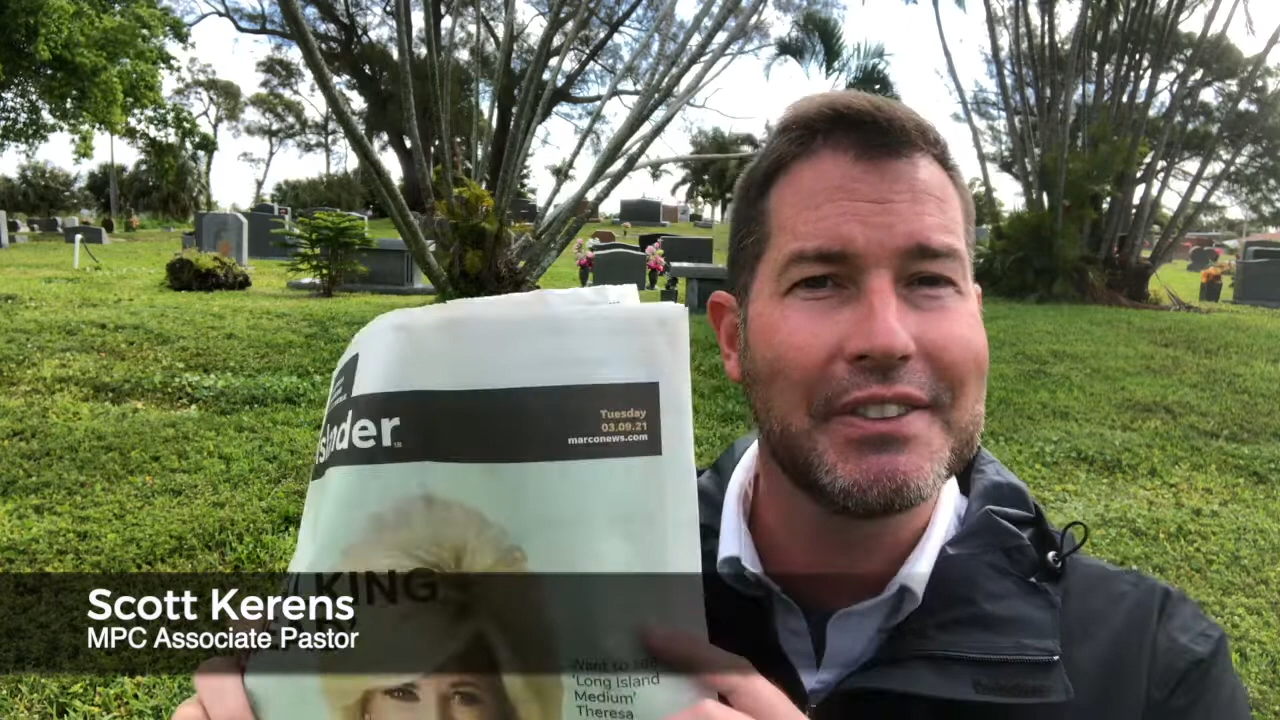 slander
Tuesday
03.09.21
marconews.com
KING
Want to see
'Long Island
Medium'
Theresa
Scott Kerens
MPC Associate Pastor